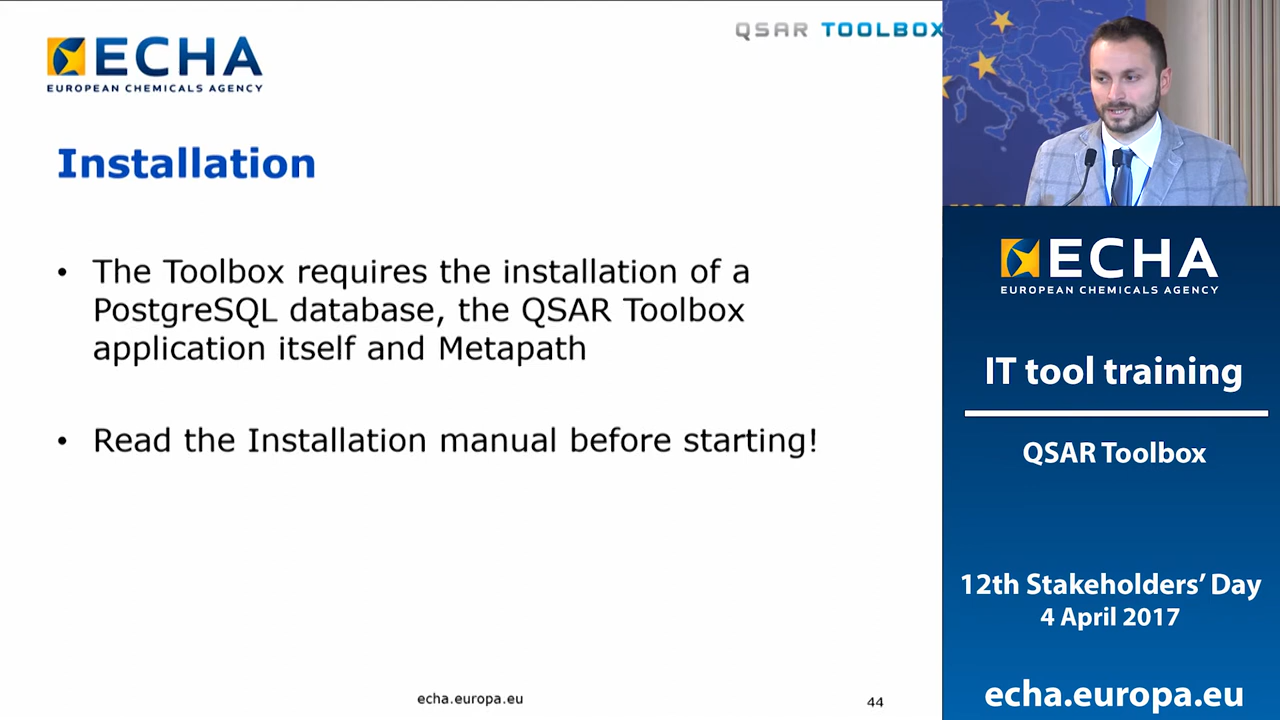 ECHA
EUROPEAN CHEMICALS AGENCY
QSAR TOOLBOX
Installation
• The Toolbox requires the installation of a
PostgreSQL database, the QSAR Toolbox
application itself and Metapath
• Read the Installation manual before starting!
echa.europa.eu
44
ECHA
EUROPEAN CHEMICALS AGENCY
IT tool training
QSAR Toolbox
12th Stakeholders’ Day
4 April 2017
echa.europa.eu